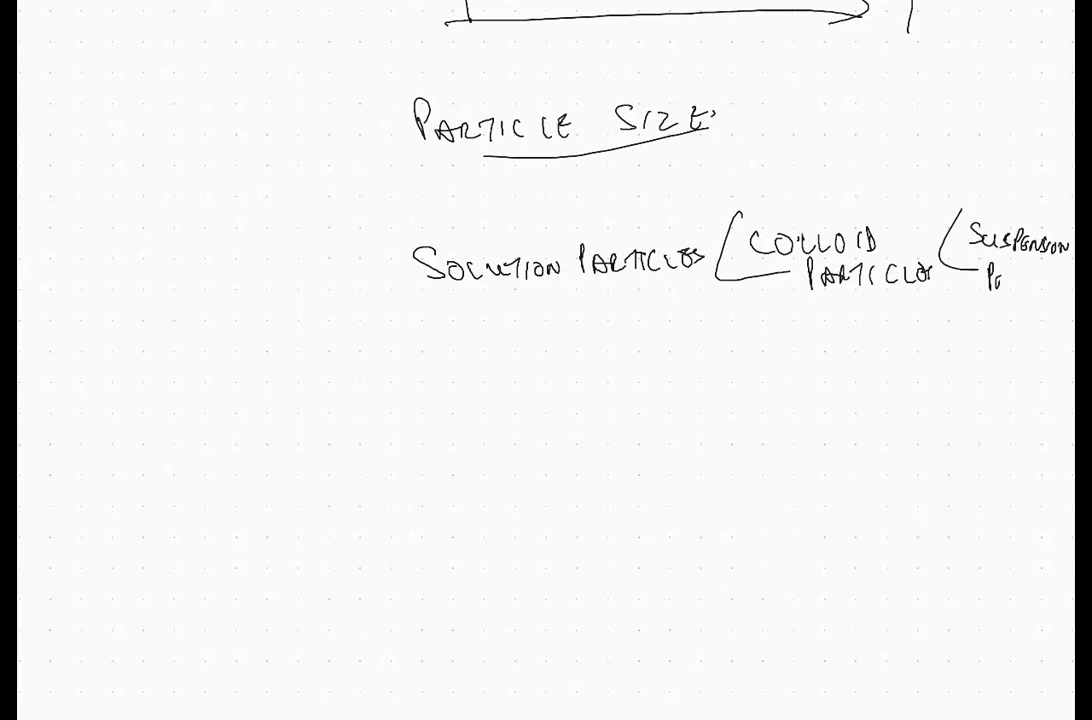 PARTICLE SIZE
SOLUTION PARTICLES < COLLOID PARTICLES < SUSPENSION